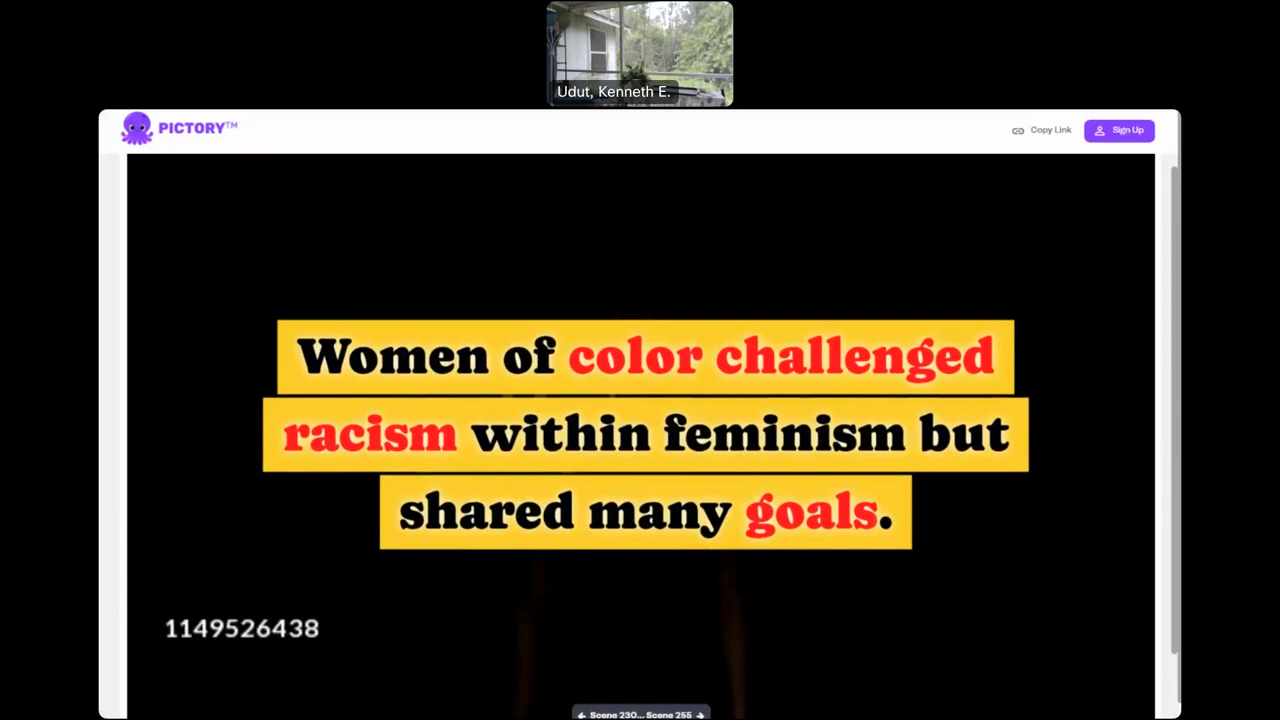 Udut, Kenneth E.
PICTORY™
Copy Link
Sign Up
Women of color challenged
racism within feminism but
shared many goals.
1149526438
← Scene 230... Scene 255 →